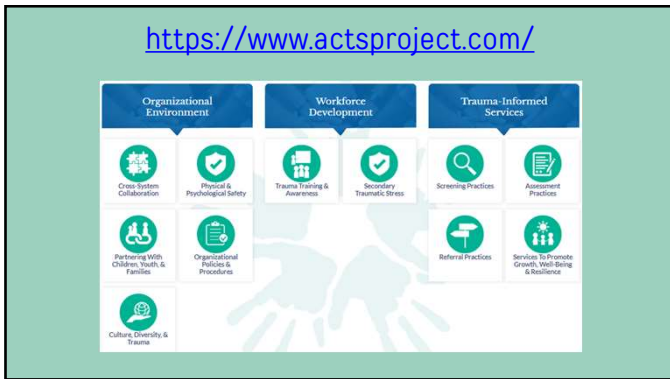 https://www.actsproject.com/
Organizational
Environment
Workforce
Development
Trauma-Informed
Services
Cross-System
Collaboration
Physical &
Psychological Safety
Trauma Training &
Awareness
Secondary
Traumatic Stress
Screening Practices
Assessment
Practices
Partnering With
Children, Youth, &
Families
Organizational
Policies &
Procedures
Referral Practices
Services To Promote
Growth, Well-Being
& Resilience
Culture, Diversity, &
Trauma